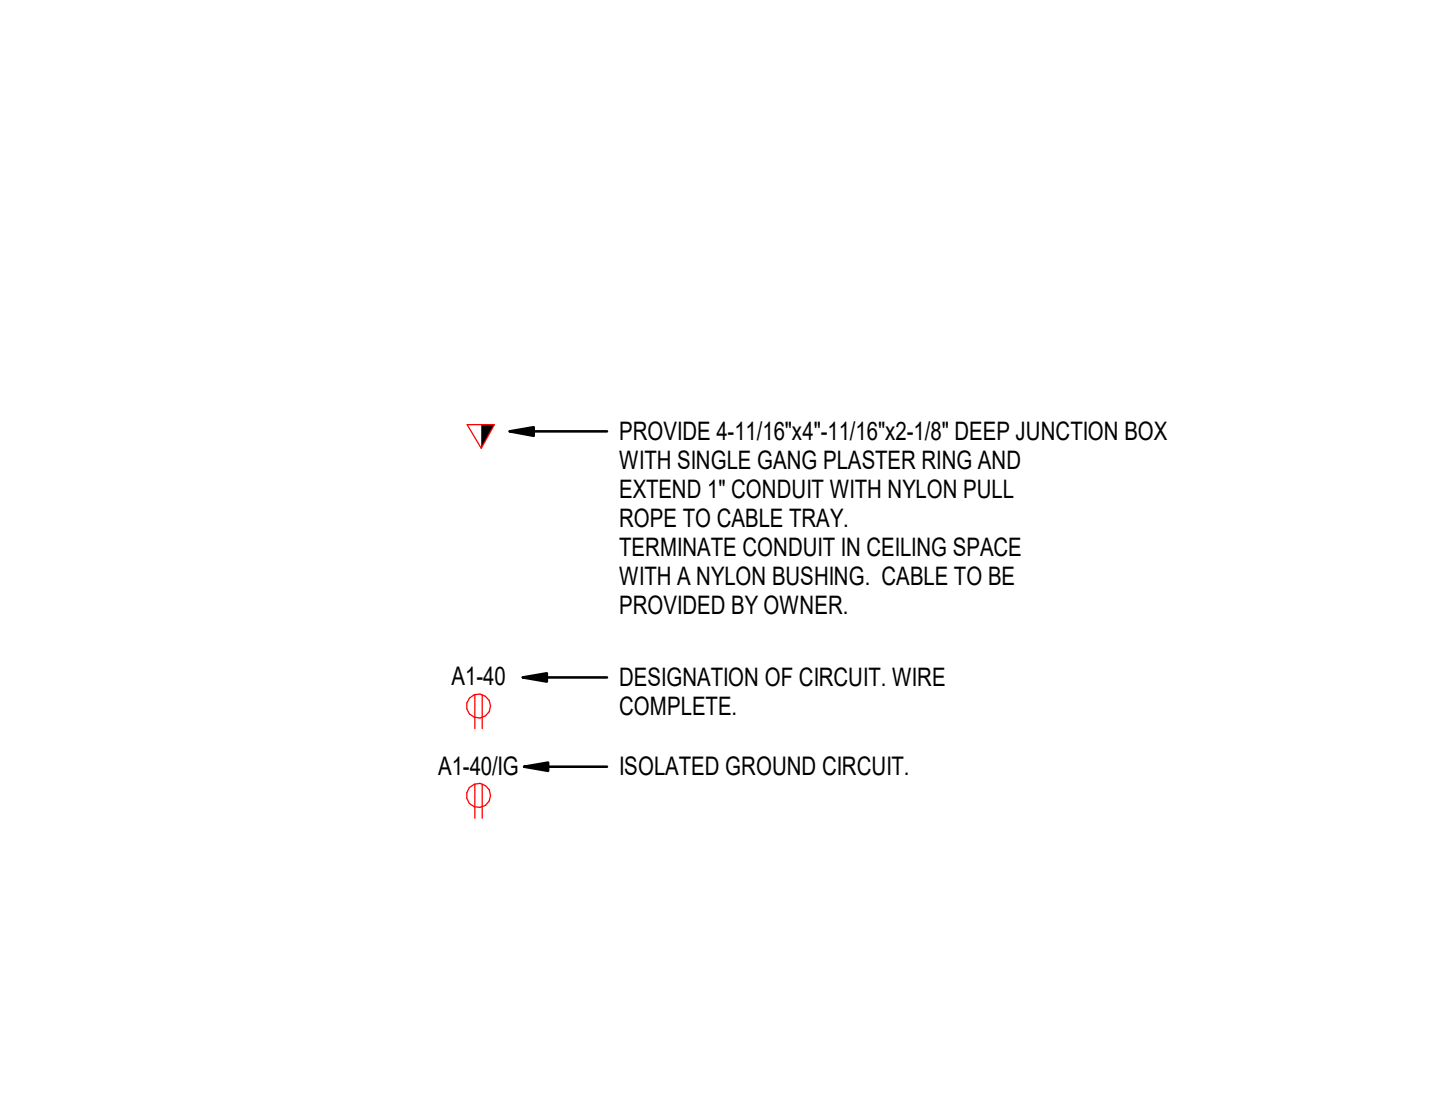 PROVIDE 4-11/16"x4"-11/16"x2-1/8" DEEP JUNCTION BOX
WITH SINGLE GANG PLASTER RING AND
EXTEND 1" CONDUIT WITH NYLON PULL
ROPE TO CABLE TRAY.
TERMINATE CONDUIT IN CEILING SPACE
WITH A NYLON BUSHING.  CABLE TO BE
PROVIDED BY OWNER.
A1-40
DESIGNATION OF CIRCUIT. WIRE
COMPLETE.
A1-40/IG
ISOLATED GROUND CIRCUIT.